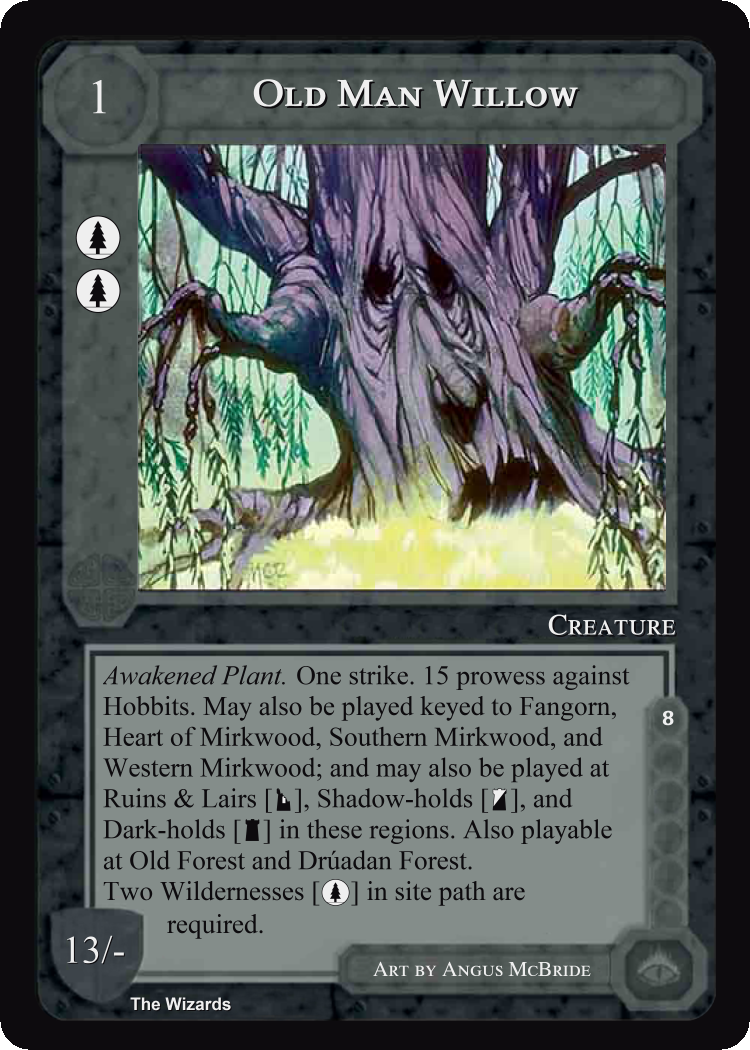 1
OLD MAN WILLOW
CREATURE
Awakened Plant. One strike. 15 prowess against
Hobbits. May also be played keyed to Fangorn,
Heart of Mirkwood, Southern Mirkwood, and
Western Mirkwood; and may also be played at
Ruins & Lairs [], Shadow-holds [], and
Dark-holds [] in these regions. Also playable
at Old Forest and Drúadan Forest.
Two Wildernesses [] in site path are
required.
8
13/-
ART BY ANGUS MCBRIDE
The Wizards